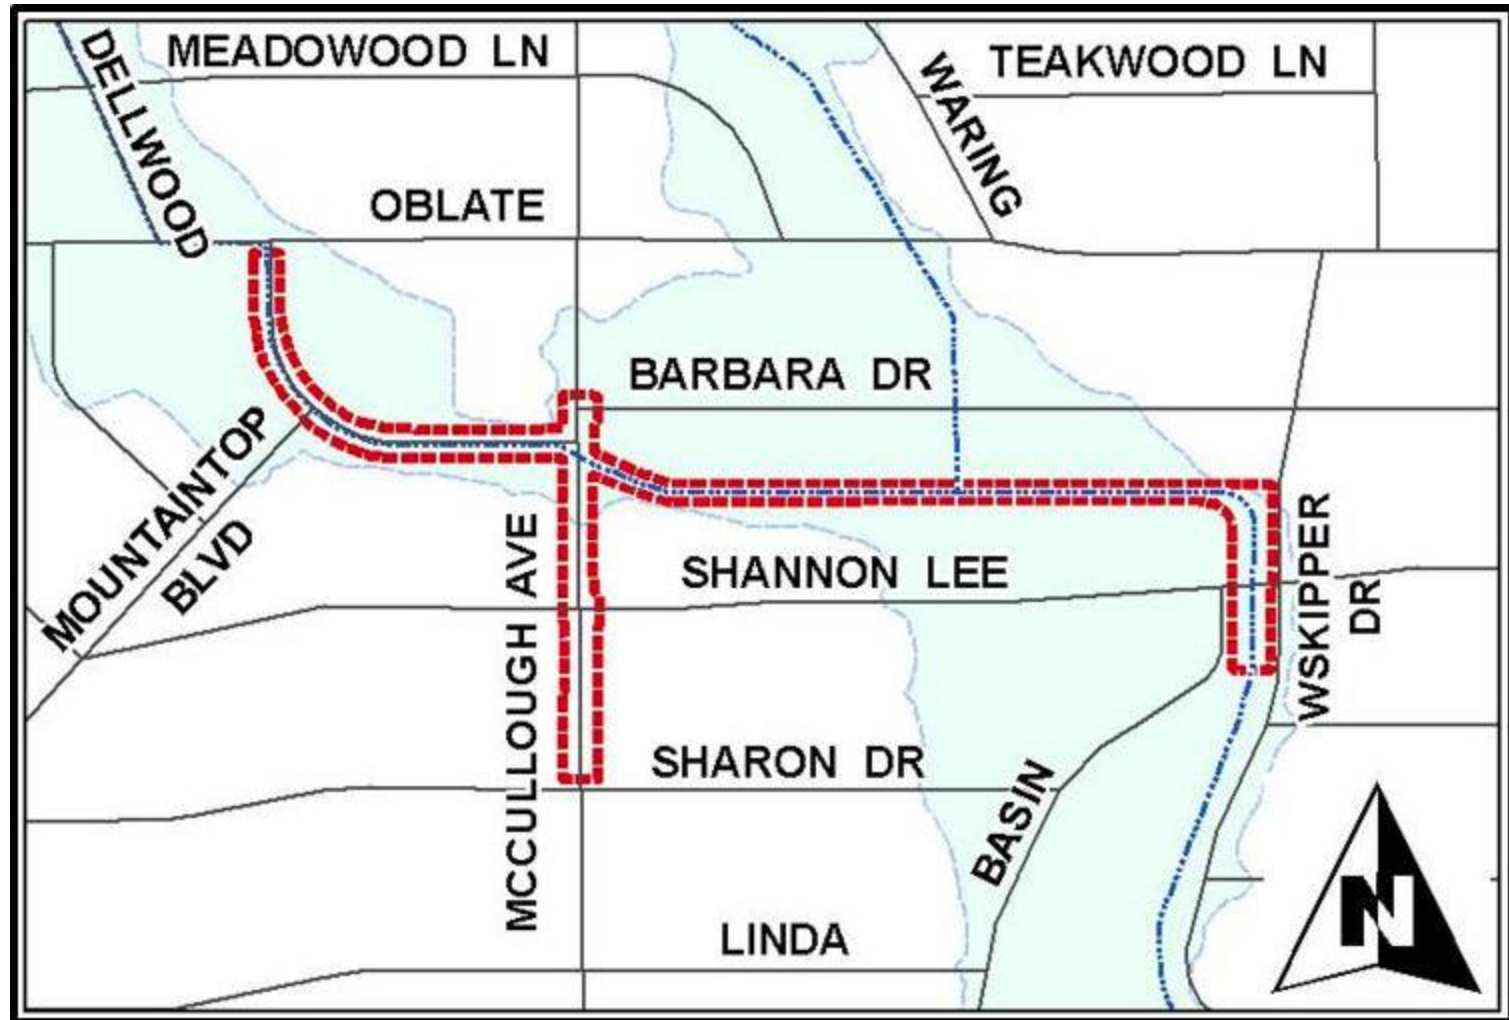 MEADOWOOD LN
TEAKWOOD LN
DELLWOOD
WARING
OBLATE
BARBARA DR
MOUNTAINTOP
BLVD
MCCULLOUGH AVE
SHANNON LEE
WSKIPPER
DR
SHARON DR
BASIN
LINDA
N